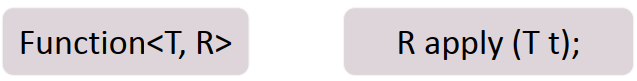 Function<T, R>
R apply (T t);